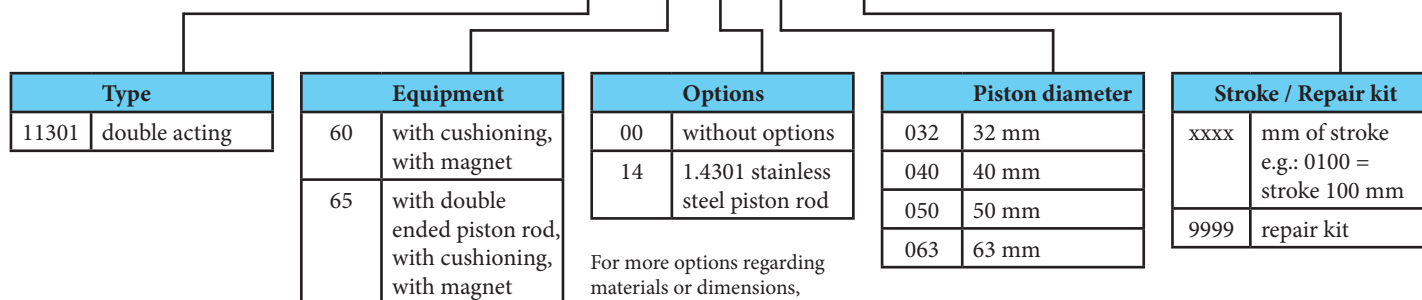 Type
11301 double acting
Equipment
60 with cushioning,
with magnet
65 with double
ended piston rod,
with cushioning,
with magnet
Options
00 without options
14 1.4301 stainless
steel piston rod
For more options regarding
materials or dimensions,
Piston diameter
032 32 mm
040 40 mm
050 50 mm
063 63 mm
Stroke / Repair kit
xxxx mm of stroke
e.g.: 0100 =
stroke 100 mm
9999 repair kit